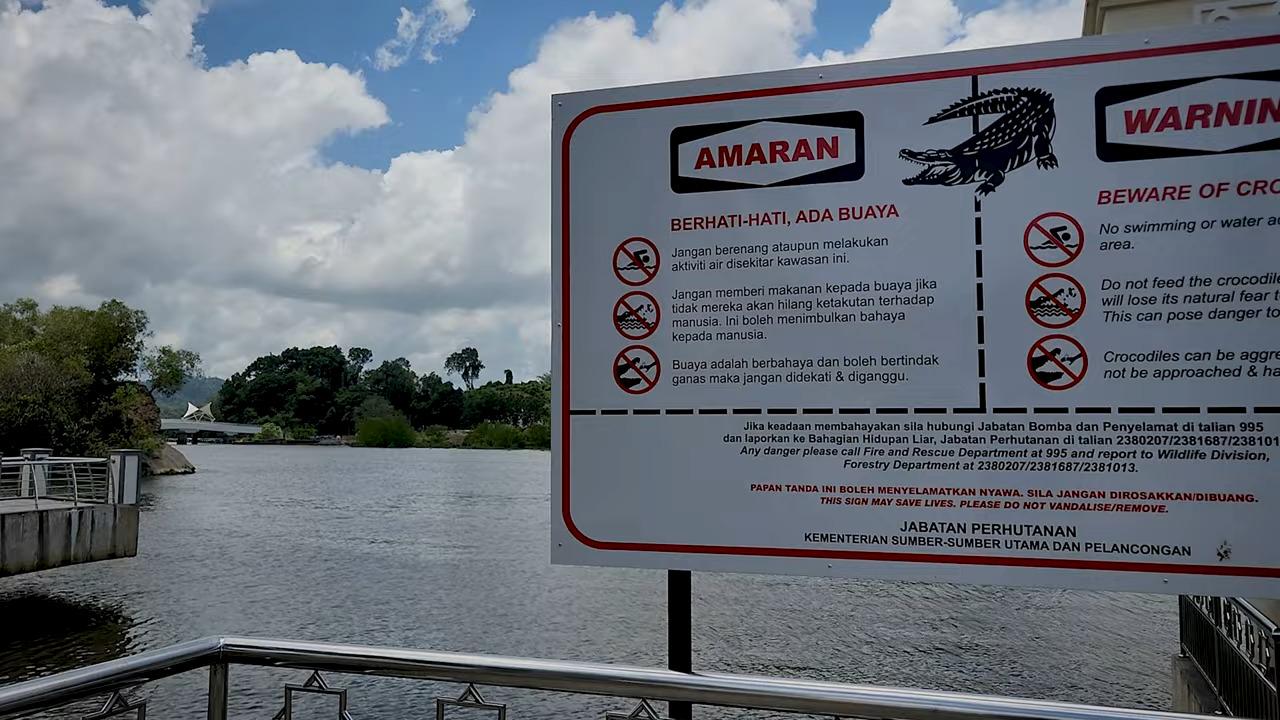 AMARAN
BERHATI-HATI, ADA BUAYA
Jangan berenang ataupun melakukan
aktiviti air disekitar kawasan ini.
Jangan memberi makanan kepada buaya jika
tidak mereka akan hilang ketakutan terhadap
manusia. Ini boleh menimbulkan bahaya
kepada manusia.
Buaya adalah berbahaya dan boleh bertindak
ganas maka jangan didekati & diganggu.
WARNIN
BEWARE OF CRO
No swimming or water a
area.
Do not feed the crocodile
will lose its natural fear t
This can pose danger to
Crocodiles can be aggre
not be approached & ha
Jika keadaan membahayakan sila hubungi Jabatan Bomba dan Penyelamat di talian 995
dan laporkan ke Bahagian Hidupan Liar, Jabatan Perhutanan di talian 2380207/2381687/238101
Any danger please call Fire and Rescue Department at 995 and report to Wildlife Division,
Forestry Department at 2380207/2381687/2381013.
PAPAN TANDA INI BOLEH MENYELAMATKAN NYAWA. SILA JANGAN DIROSAKKAN/DIBUANG.
THIS SIGN MAY SAVE LIVES. PLEASE DO NOT VANDALISE/REMOVE.
JABATAN PERHUTANAN
KEMENTERIAN SUMBER-SUMBER UTAMA DAN PELANCONGAN